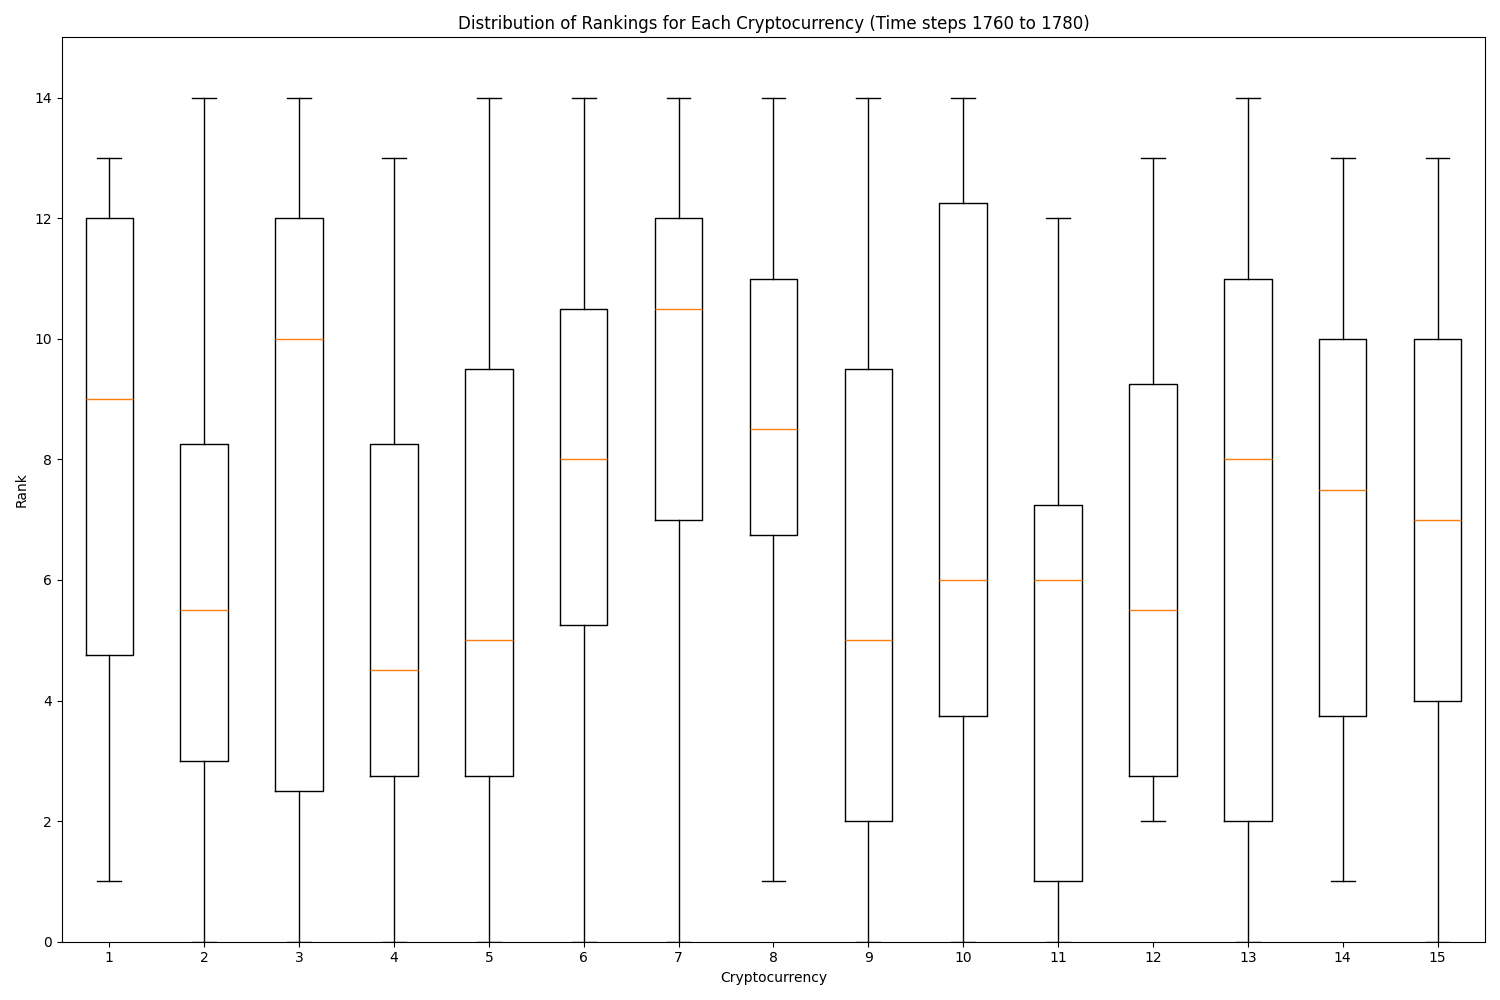 Distribution of Rankings for Each Cryptocurrency (Time steps 1760 to 1780)
14
12
10
8
6
4
2
0
Rank
1 2 3 4 5 6 7 8 9 10 11 12 13 14 15
Cryptocurrency